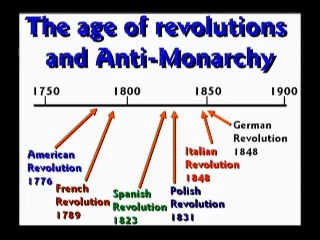 The age of revolutions
and Anti-Monarchy
1750 1800 1850 1900
American
Revolution
1776
French
Revolution
1789
Spanish
Revolution
1823
Polish
Revolution
1831
Italian
Revolution
1848
German
Revolution
1848